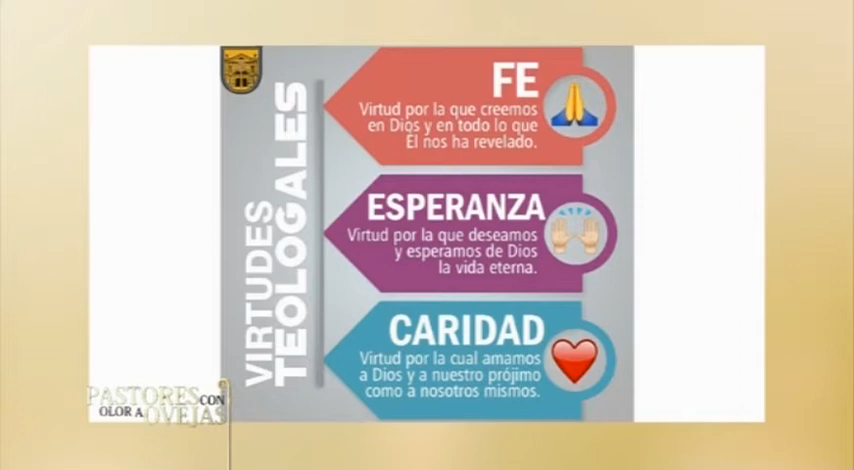 VIRTUDES
TEOLOGALES
FE
Virtud por la que creemos
en Dios y en todo lo que
Él nos ha revelado.
ESPERANZA
Virtud por la que deseamos
y esperamos de Dios
la vida eterna.
CARIDAD
Virtud por la cual amamos
a Dios y a nuestro prójimo
como a nosotros mismos.
PASTORES CON
OLOR A OVEJAS